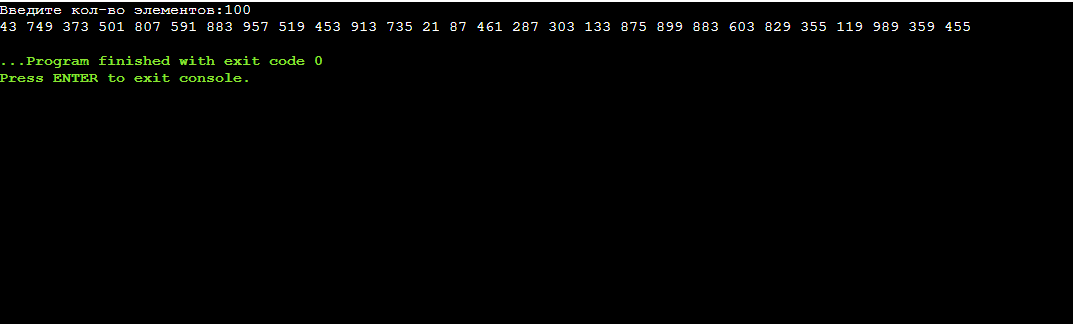 Введите кол-во элементов:100
43 749 373 501 807 591 883 957 519 453 913 735 21 87 461 287 303 133 875 899 883 603 829 355 119 989 359 455
...Program finished with exit code 0
Press ENTER to exit console.